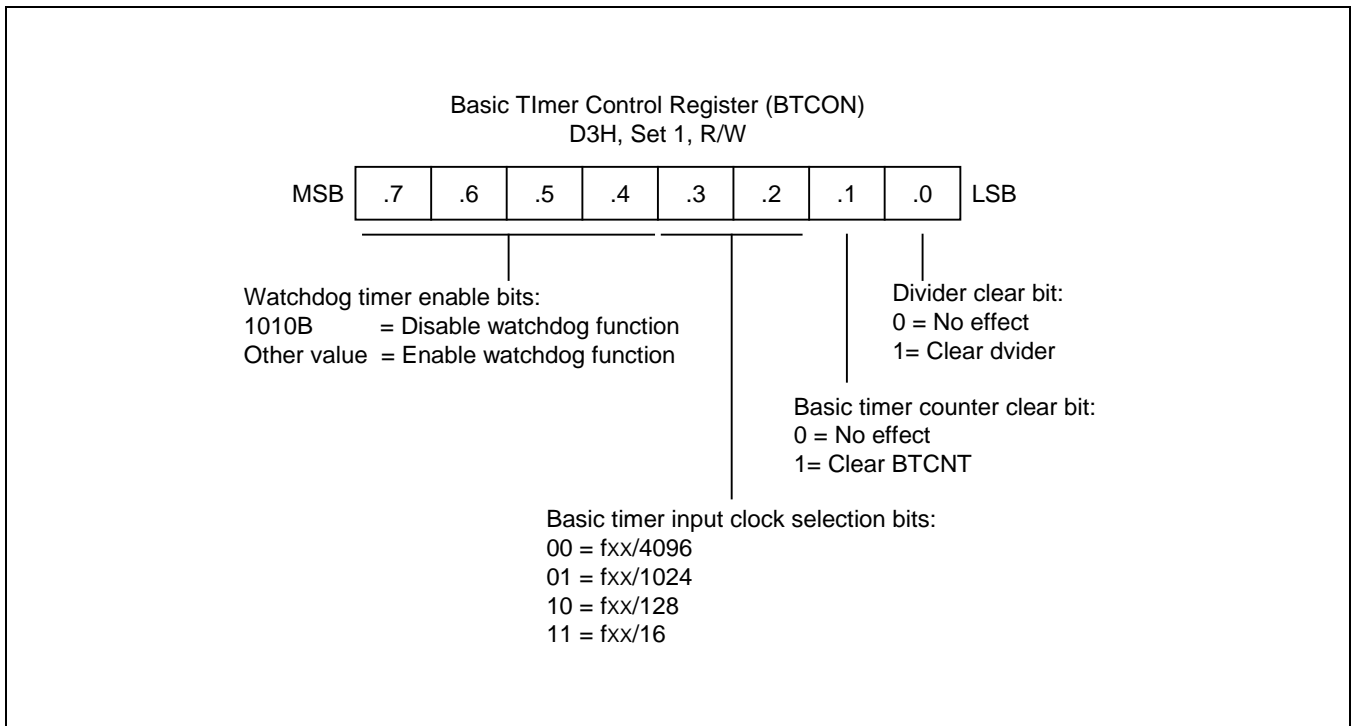 Basic TImer Control Register (BTCON)
D3H, Set 1, R/W
MSB .7 .6 .5 .4 .3 .2 .1 .0 LSB
Watchdog timer enable bits:
1010B = Disable watchdog function
Other value = Enable watchdog function
Divider clear bit:
0 = No effect
1= Clear dvider
Basic timer counter clear bit:
0 = No effect
1= Clear BTCNT
Basic timer input clock selection bits:
00 = fxx/4096
01 = fxx/1024
10 = fxx/128
11 = fxx/16